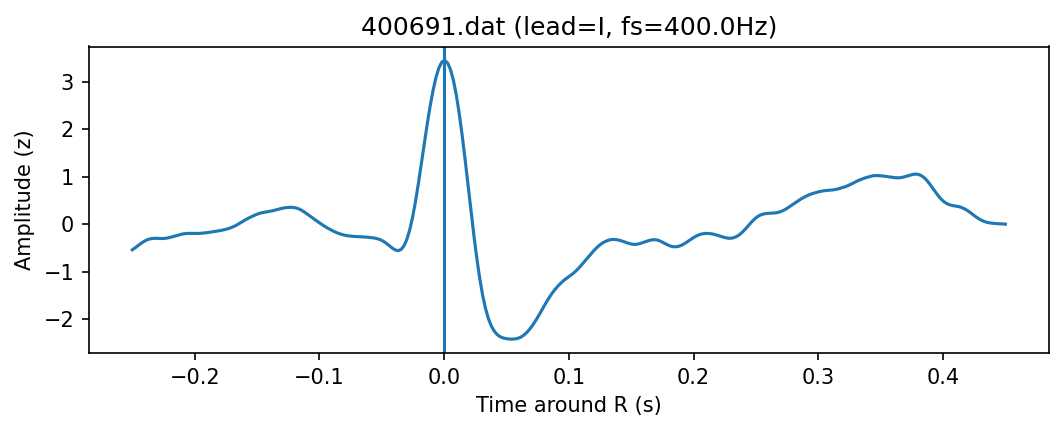 400691.dat (lead=I, fs=400.0Hz)
Amplitude (z)
3
2
1
0
−1
−2
−0.2 −0.1 0.0 0.1 0.2 0.3 0.4
Time around R (s)